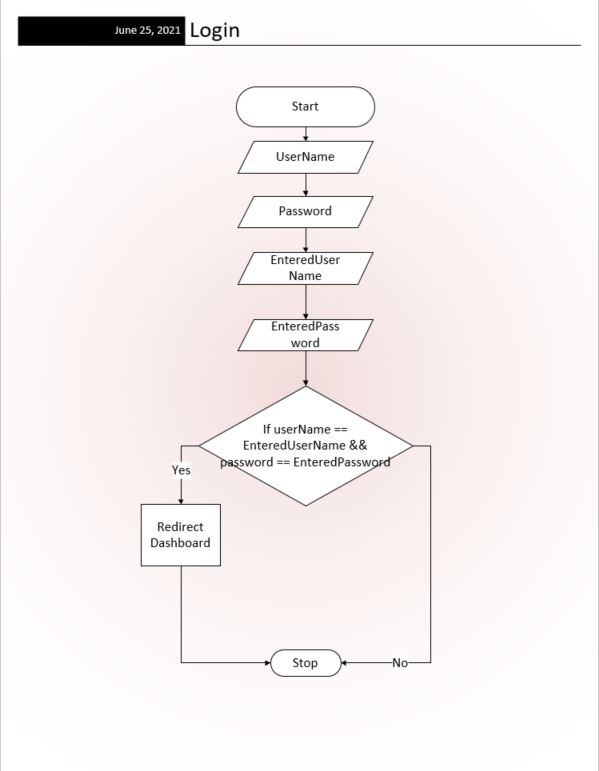 June 25, 2021 Login
Start
UserName
Password
EnteredUser
Name
EnteredPass
word
If userName ==
EnteredUserName &&
password == EnteredPassword
Yes
Redirect
Dashboard
Stop
No